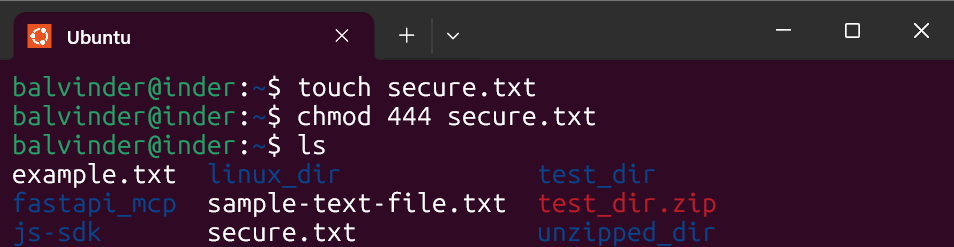 Ubuntu
balvinder@inder:~$ touch secure.txt
balvinder@inder:~$ chmod 444 secure.txt
balvinder@inder:~$ ls
example.txt linux_dir test_dir
fastapi_mcp sample-text-file.txt test_dir.zip
js-sdk secure.txt unzipped_dir